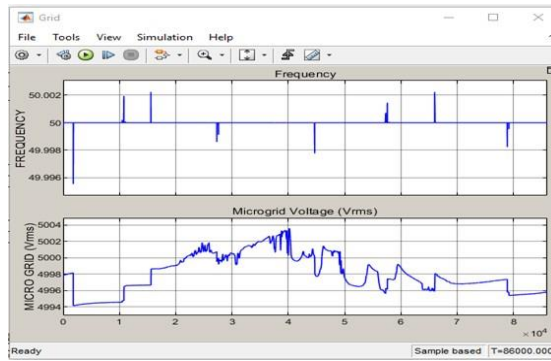 Grid
File Tools View Simulation Help
Frequency
FREQUENCY
50.002
50
49.998
49.996
Microgrid Voltage (Vrms)
MICRO GRID (Vrms)
5004
5002
5000
4998
4996
4994
0 1 2 3 4 5 6 7 8
× 10⁴
Ready Sample based T=86000.000